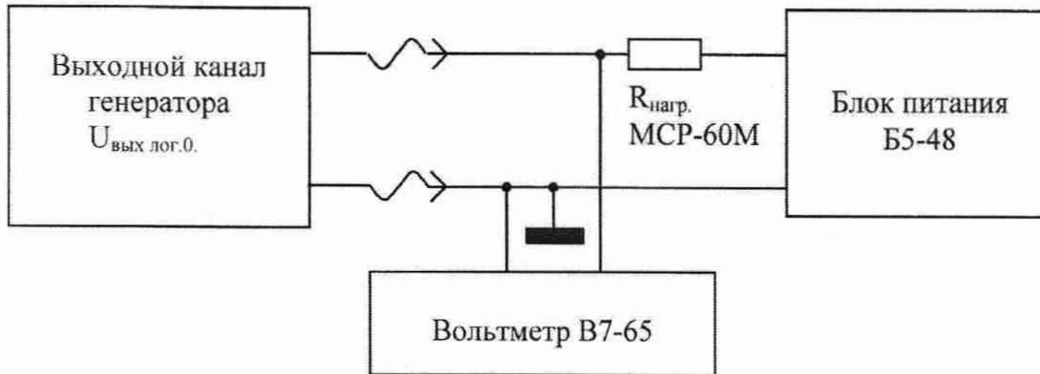 Выходной канал
генератора
Uвых лог.0.
Rнагр.
МСР-60М
Блок питания
Б5-48
Вольтметр В7-65